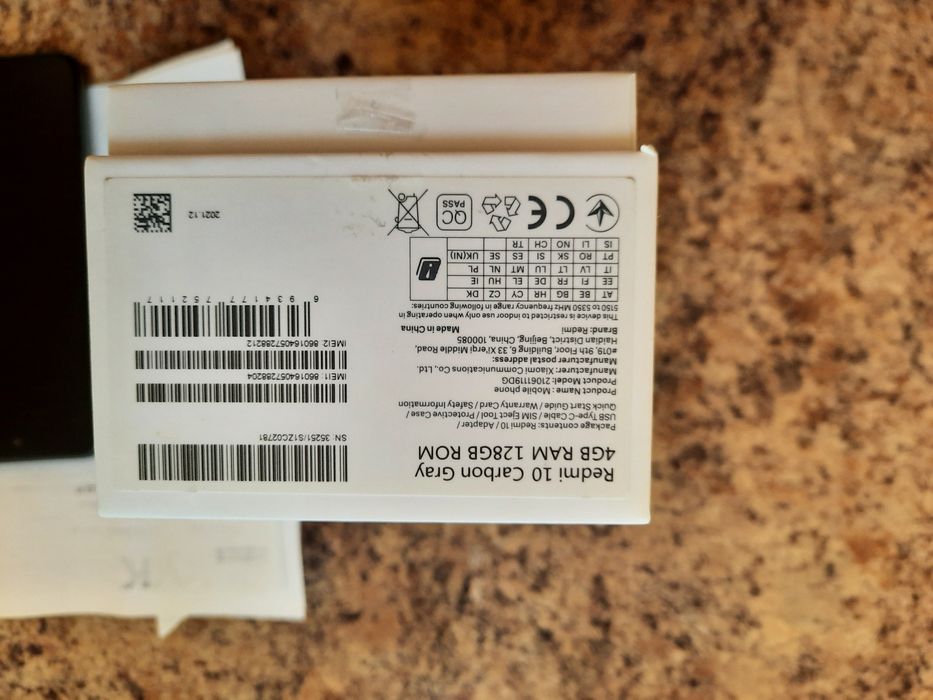 Redmi 10 Carbon Gray
4GB RAM 128GB ROM
Package contents: Redmi 10 / Adapter /
USB Type-C Cable / SIM Eject Tool / Protective Case /
Quick Start Guide / Warranty Card / Safety Information
Product Name : Mobile phone
Product Model: 21061119DG
Manufacturer: Xiaomi Communications Co., Ltd.
Manufacturer postal address:
#019, 9th Floor, Building 6, 33 Xi'erqi Middle Road,
Haidian District, Beijing, China, 100085
Brand: Redmi
Made in China
This device is restricted to indoor use only when operating in
5150 to 5350 MHz frequency range in following countries:
AT BE BG HR CY CZ DK
EE FI FR DE EL HU IE
IT LV LT LU MT NL PL
PT RO SK SI ES SE UK(NI)
IS LI NO CH TR
CE
QC
PASS
SN: 35251/S1ZC02781
IMEI1: 860164057288204
IMEI2: 860164057288212
6 934177 752117
2021.12